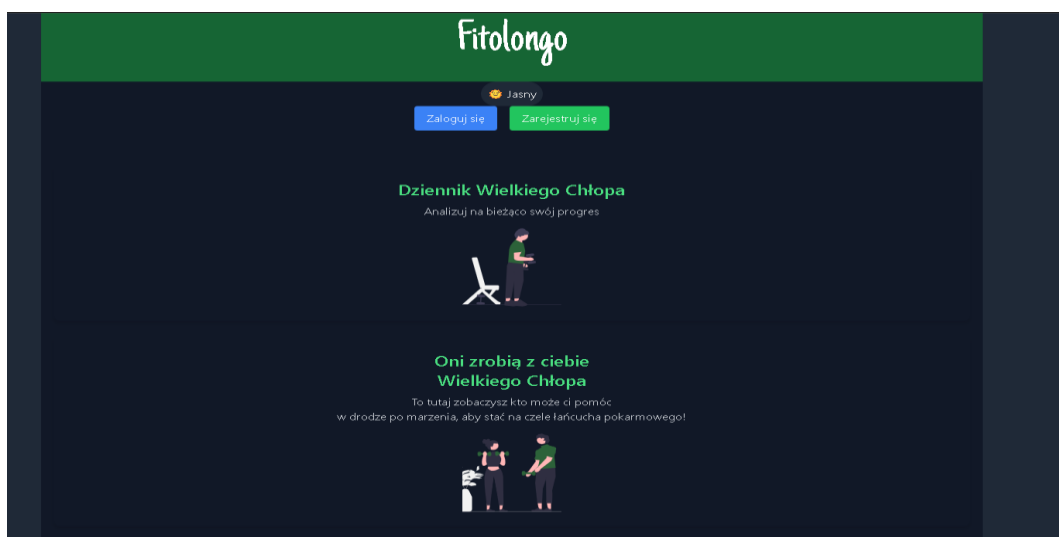 Fitolongo
🌞 Jasny
Zaloguj się Zarejestruj się
Dziennik Wielkiego Chłopa
Analizuj na bieżąco swój progres
Oni zrobią z ciebie
Wielkiego Chłopa
To tutaj zobaczysz kto może ci pomóc
w drodze po marzenia, aby stać na czele łańcucha pokarmowego!